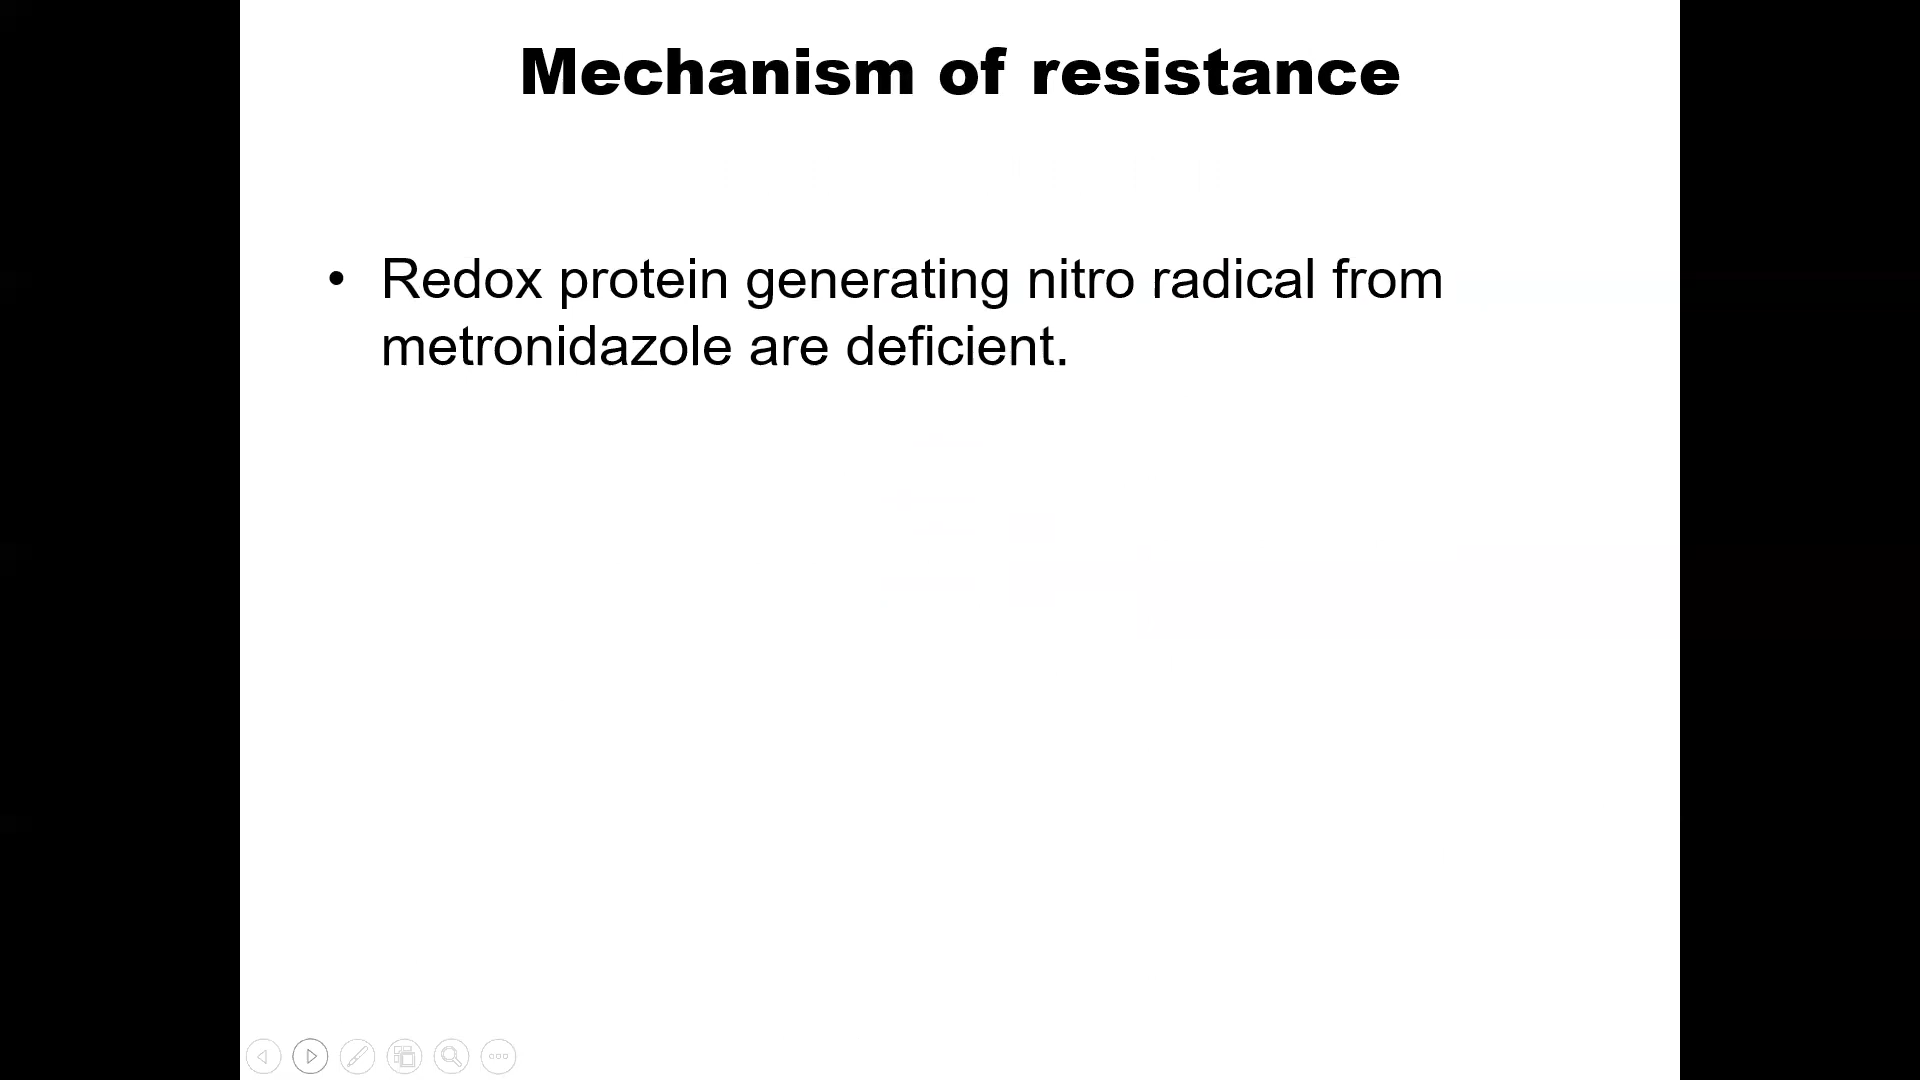 Mechanism of resistance
• Redox protein generating nitro radical from
metronidazole are deficient.